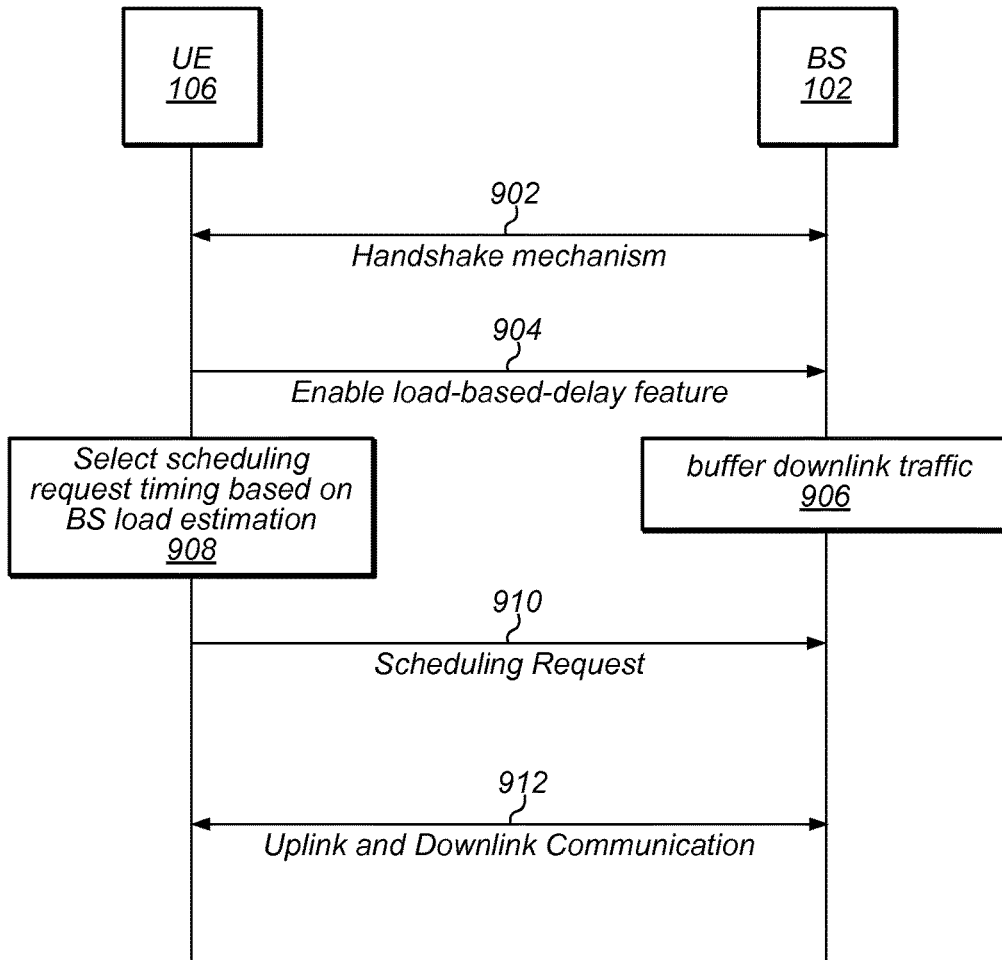 UE
106
BS
102
902
Handshake mechanism
904
Enable load-based-delay feature
Select scheduling
request timing based on
BS load estimation
908
buffer downlink traffic
906
910
Scheduling Request
912
Uplink and Downlink Communication